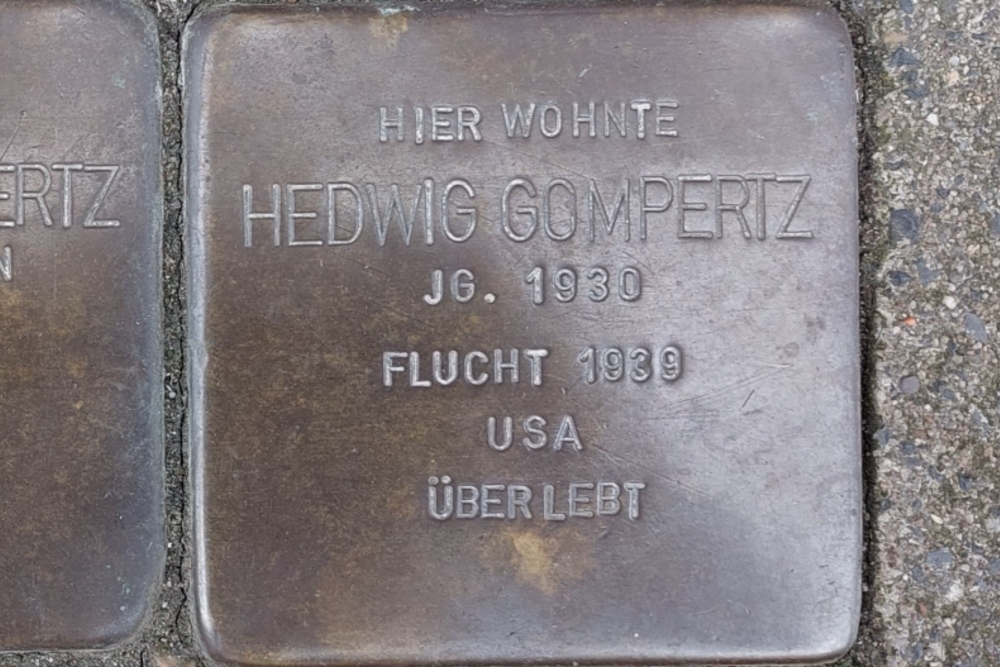 HIER WOHNTE
HEDWIG GOMPERTZ
JG. 1930
FLUCHT 1939
USA
ÜBERLEBT